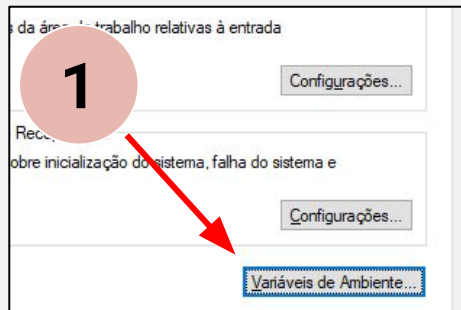 s da área de trabalho relativas à entrada
Configurações...
1
Recup
obre inicialização do sistema, falha do sistema e
Configurações...
Variáveis de Ambiente...